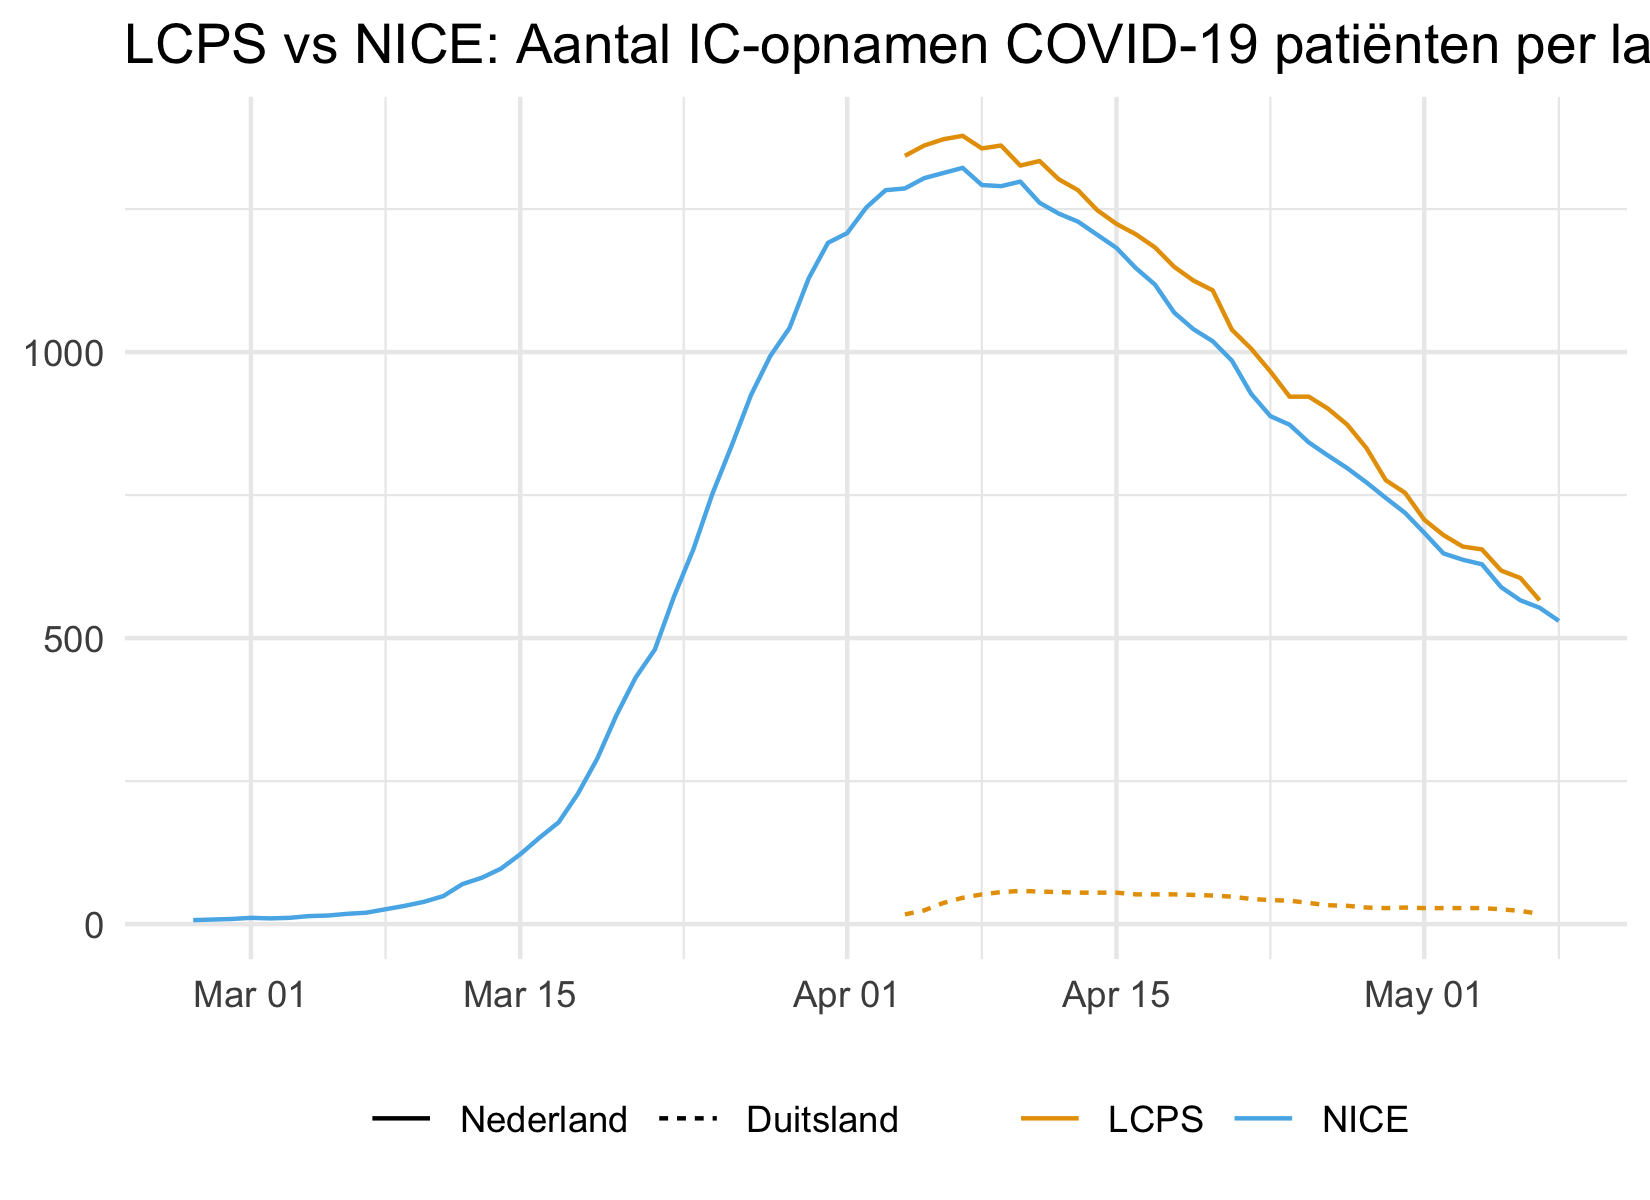 LCPS vs NICE: Aantal IC-opnamen COVID-19 patiënten per la
1000
500
0
Mar 01 Mar 15 Apr 01 Apr 15 May 01
Nederland Duitsland LCPS NICE